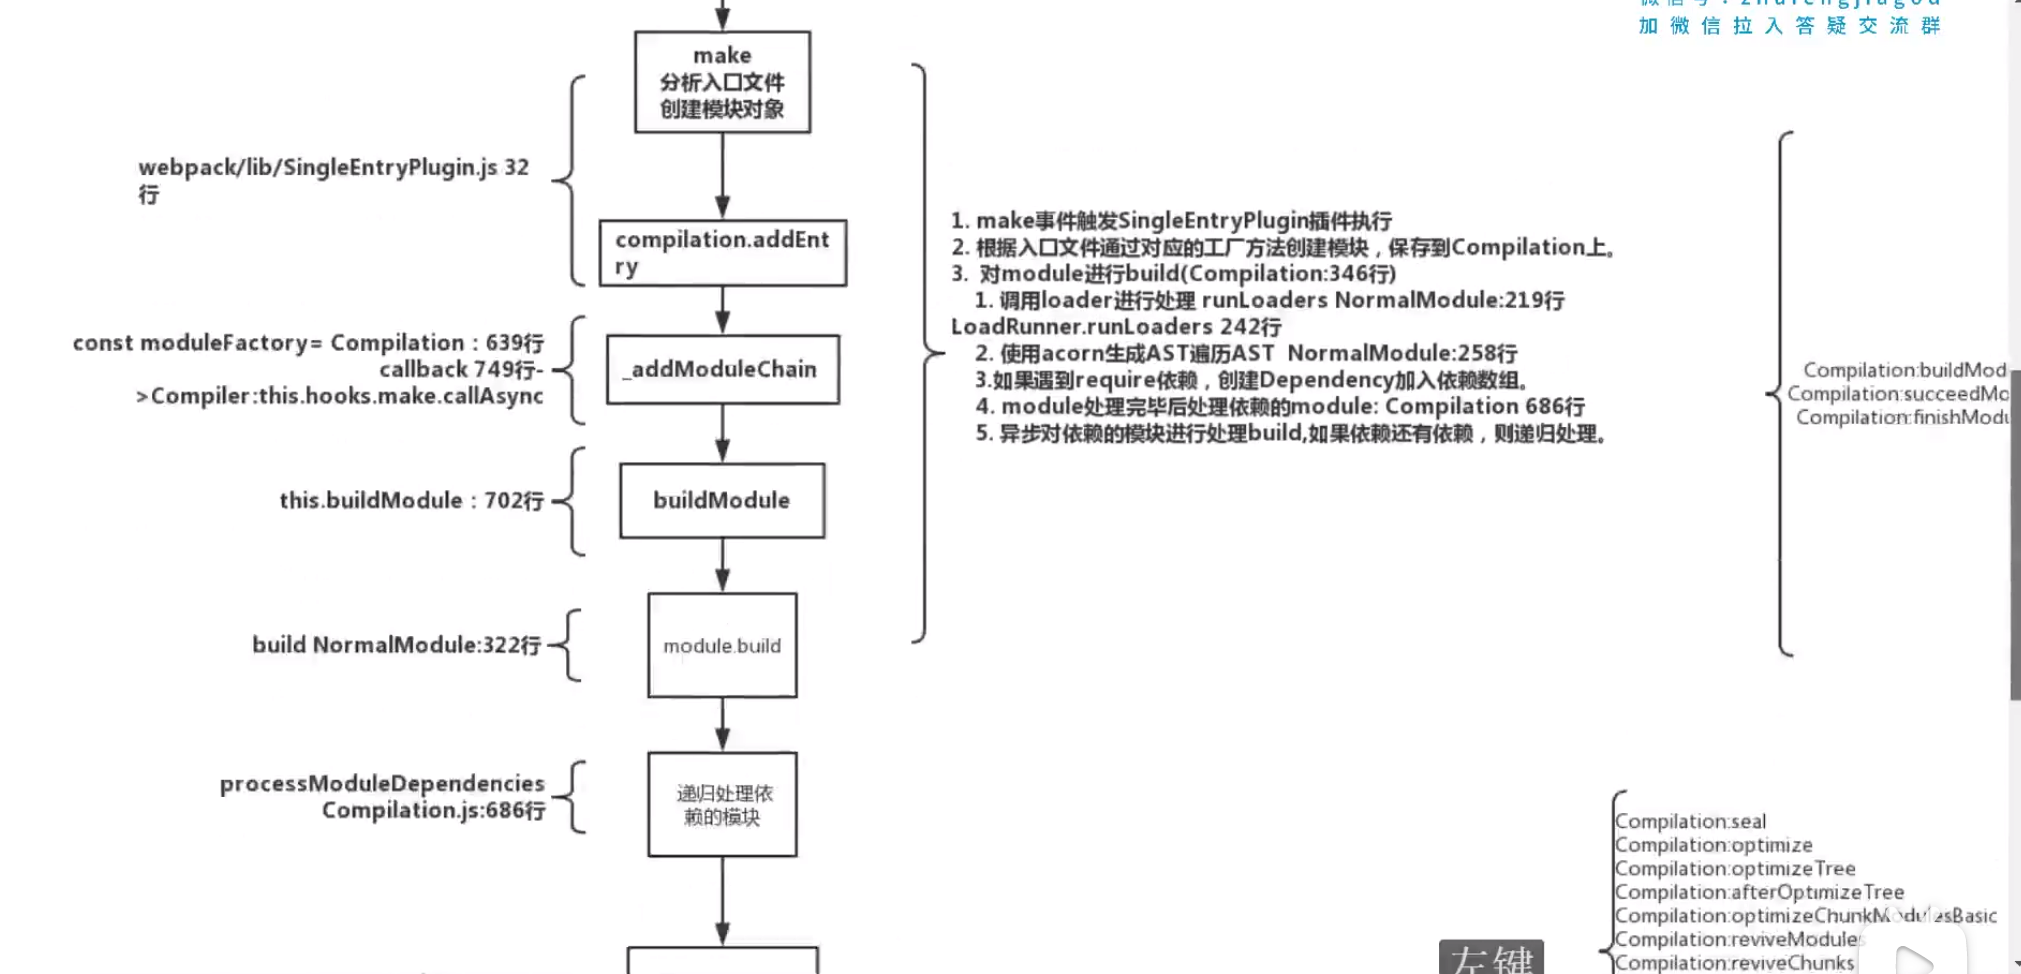 加微信拉入答疑交流群
make
分析入口文件
创建模块对象
webpack/lib/SingleEntryPlugin.js 32
行
compilation.addEnt
ry
const moduleFactory= Compilation：639行
callback 749行-
>Compiler:this.hooks.make.callAsync
_addModuleChain
this.buildModule：702行
buildModule
build NormalModule:322行
module.build
processModuleDependencies
Compilation.js:686行
递归处理依
赖的模块
1. make事件触发SingleEntryPlugin插件执行
2. 根据入口文件通过对应的工厂方法创建模块，保存到Compilation上。
3. 对module进行build(Compilation:346行)
1. 调用loader进行处理 runLoaders NormalModule:219行
LoadRunner.runLoaders 242行
2. 使用acorn生成AST遍历AST NormalModule:258行
3.如果遇到require依赖，创建Dependency加入依赖数组。
4. module处理完毕后处理依赖的module: Compilation 686行
5. 异步对依赖的模块进行处理build,如果依赖还有依赖，则递归处理。
Compilation:buildMod
Compilation:succeedMo
Compilation:finishModu
Compilation:seal
Compilation:optimize
Compilation:optimizeTree
Compilation:afterOptimizeTree
Compilation:optimizeChunkModulesBasic
Compilation:reviveModules
Compilation:reviveChunks
左键